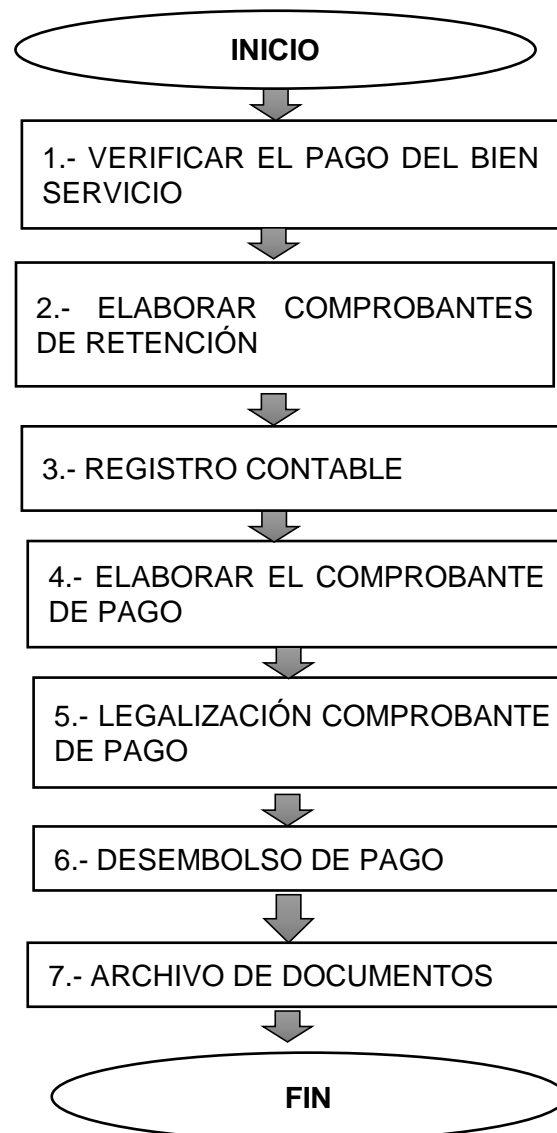 INICIO
1.- VERIFICAR EL PAGO DEL BIEN
SERVICIO
2.- ELABORAR COMPROBANTES
DE RETENCIÓN
3.- REGISTRO CONTABLE
4.- ELABORAR EL COMPROBANTE
DE PAGO
5.- LEGALIZACIÓN COMPROBANTE
DE PAGO
6.- DESEMBOLSO DE PAGO
7.- ARCHIVO DE DOCUMENTOS
FIN